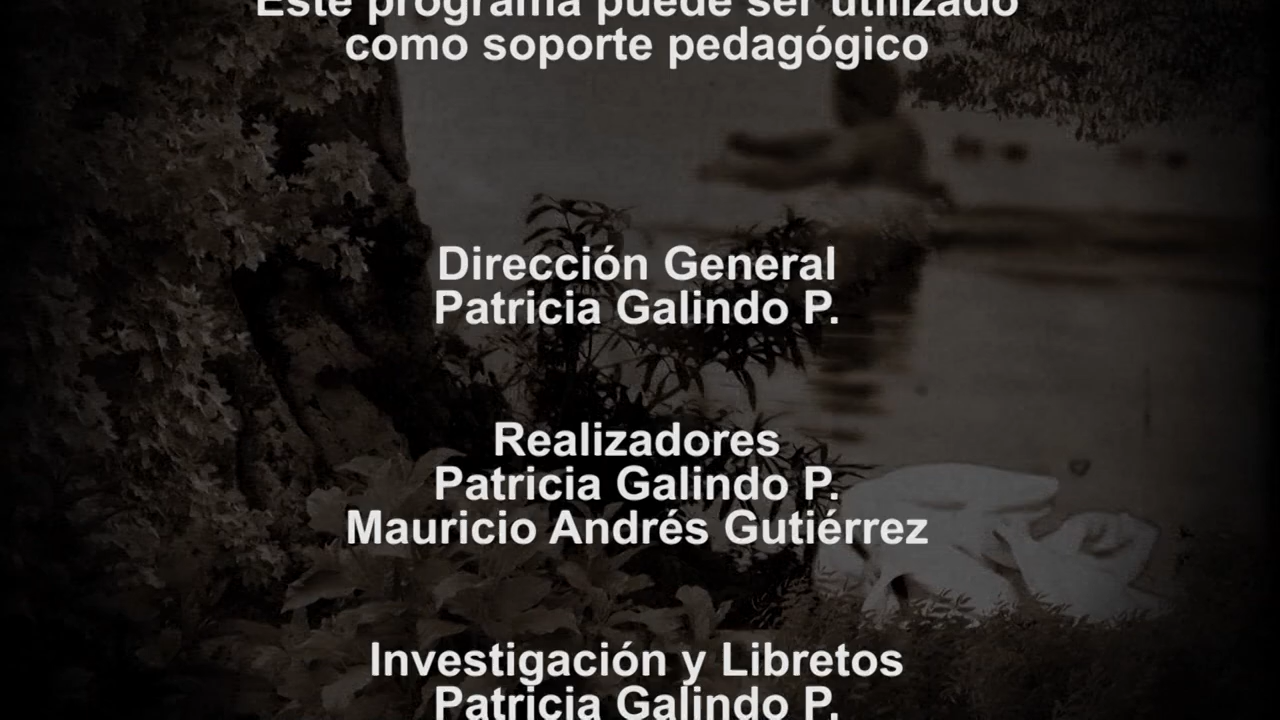 Este programa puede ser utilizado
como soporte pedagógico
Dirección General
Patricia Galindo P.
Realizadores
Patricia Galindo P.
Mauricio Andrés Gutiérrez
Investigación y Libretos
Patricia Galindo P.